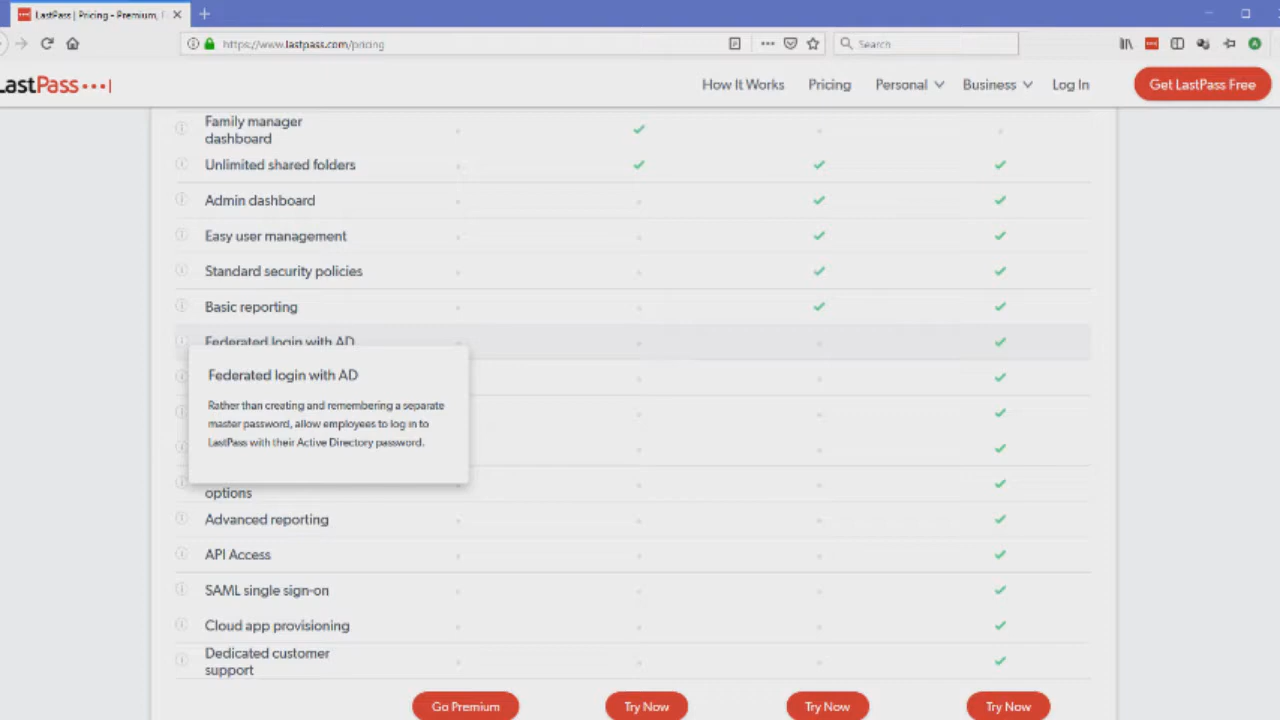 LastPass | Pricing - Premium,
https://www.lastpass.com/pricing
Search
LastPass
How It Works
Pricing
Personal
Business
Log In
Get LastPass Free
Family manager
dashboard
Unlimited shared folders
Admin dashboard
Easy user management
Standard security policies
Basic reporting
Federated login with AD
Federated login with AD
Rather than creating and remembering a separate
master password, allow employees to log in to
LastPass with their Active Directory password.
options
Advanced reporting
API Access
SAML single sign-on
Cloud app provisioning
Dedicated customer
support
Go Premium
Try Now
Try Now
Try Now